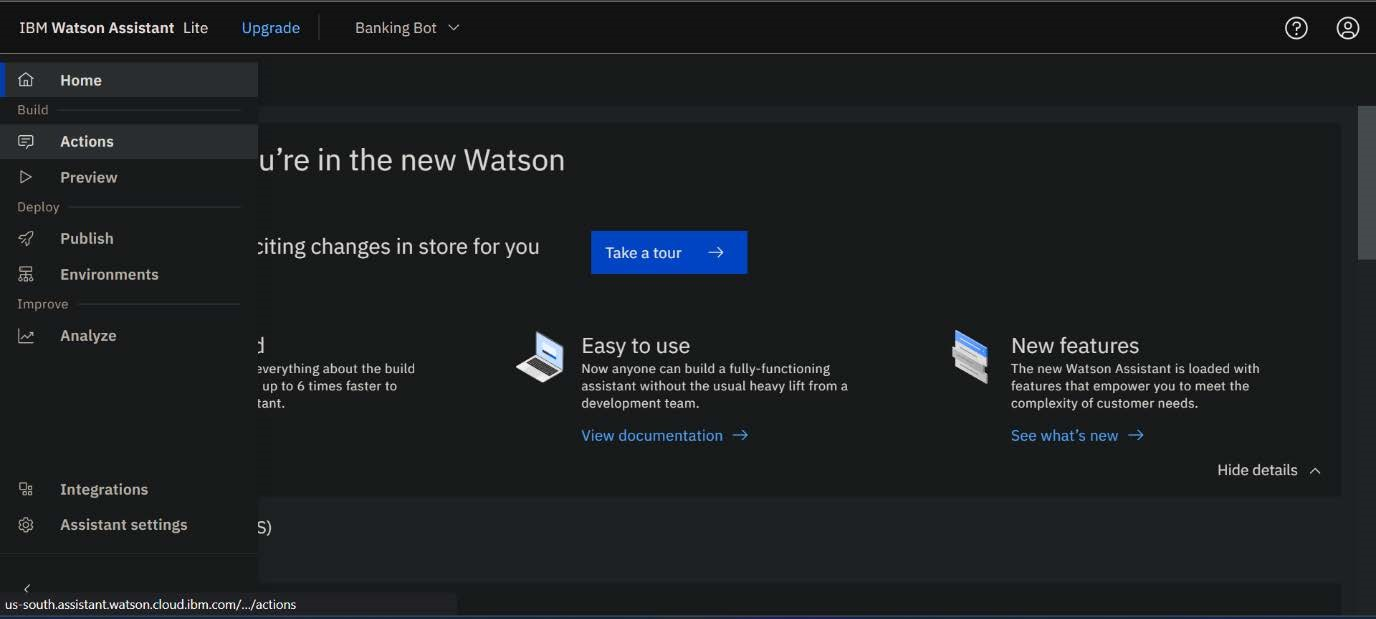 IBM Watson Assistant Lite Upgrade Banking Bot
Home
Build
Actions
Preview
Deploy
Publish
Environments
Improve
Analyze
Integrations
Assistant settings
us-south.assistant.watson.cloud.ibm.com/.../actions
u're in the new Watson
citing changes in store for you
Take a tour
d
everything about the build
up to 6 times faster to
tant.
Easy to use
Now anyone can build a fully-functioning
assistant without the usual heavy lift from a
development team.
View documentation
New features
The new Watson Assistant is loaded with
features that empower you to meet the
complexity of customer needs.
See what's new
Hide details
S)